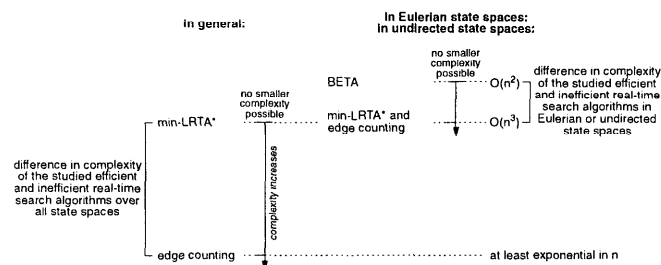 in general:
in Eulerian state spaces:
in undirected state spaces:
no smaller
complexity
possible
BETA
O(n²)
difference in complexity
of the studied efficient
and inefficient real-time
search algorithms in
Eulerian or undirected
state spaces
no smaller
complexity
possible
min-LRTA*
min-LRTA* and
edge counting
O(n³)
difference in complexity
of the studied efficient
and inefficient real-time
search algorithms over
all state spaces
complexity increases
edge counting
at least exponential in n